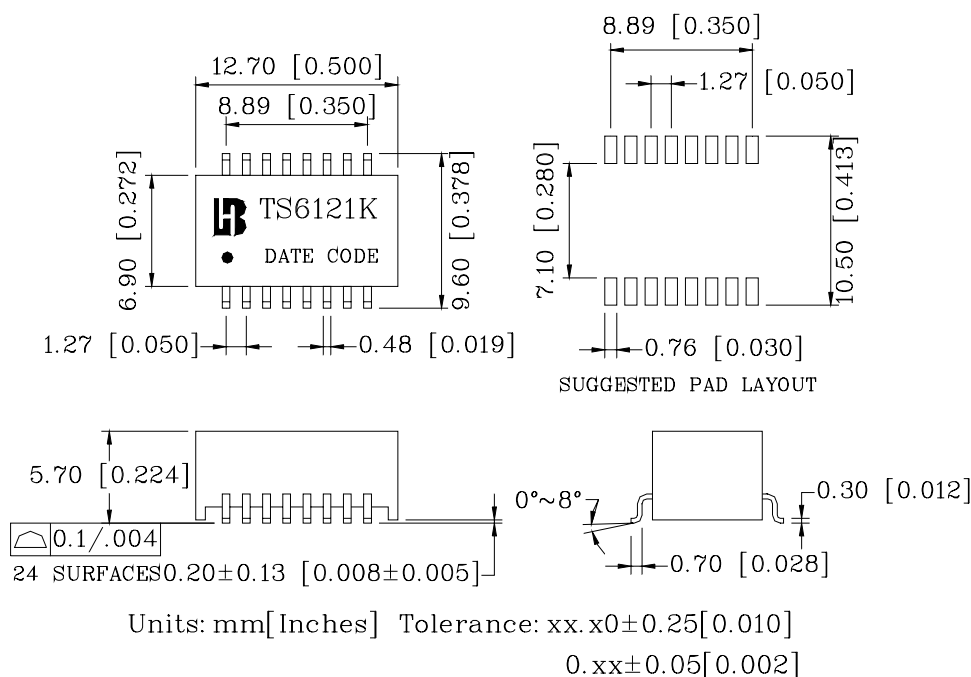 12.70 [0.500]
8.89 [0.350]
6.90 [0.272]
HB TS6121K
DATE CODE
9.60 [0.378]
1.27 [0.050]
0.48 [0.019]
8.89 [0.350]
1.27 [0.050]
7.10 [0.280]
10.50 [0.413]
0.76 [0.030]
SUGGESTED PAD LAYOUT
5.70 [0.224]
0.1/.004
24 SURFACES
0.20±0.13 [0.008±0.005]
0°~8°
0.30 [0.012]
0.70 [0.028]
Units: mm[Inches] Tolerance: xx.x0±0.25[0.010]
0.xx±0.05[0.002]